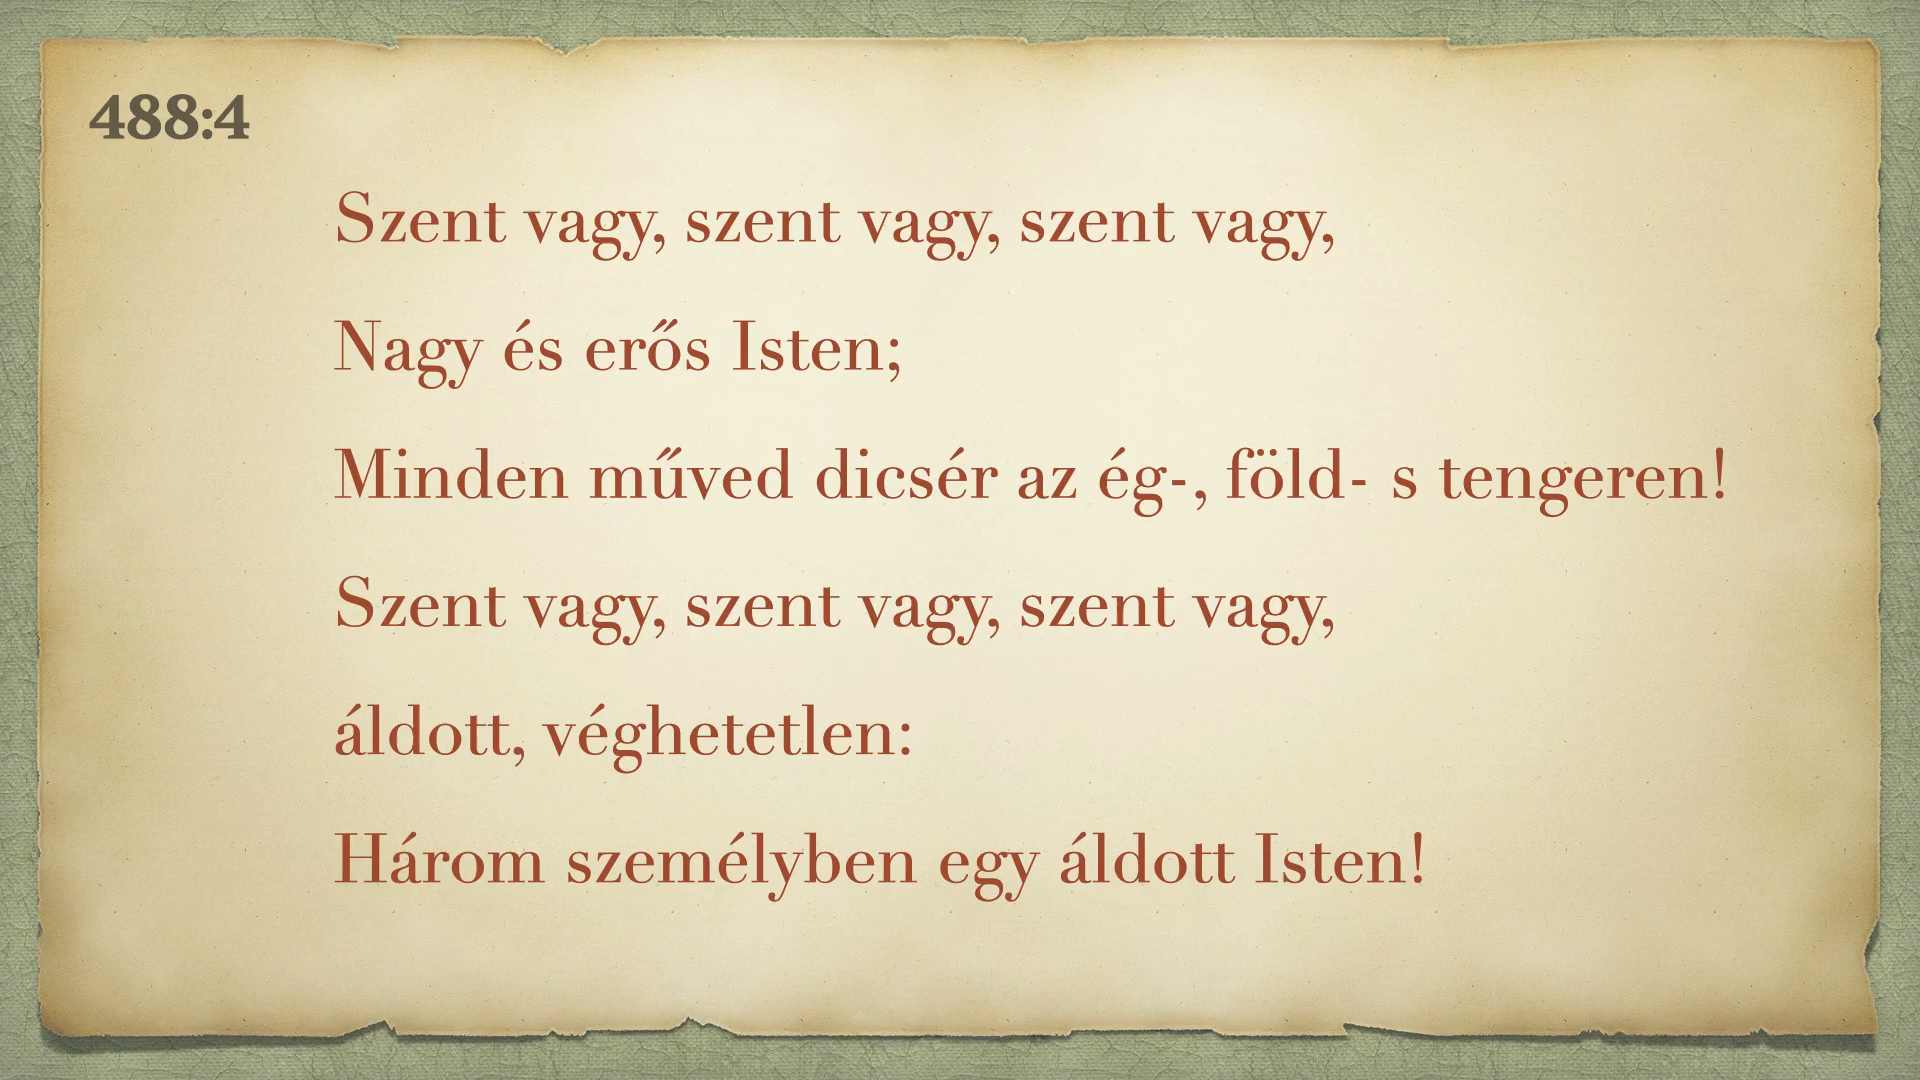 488:4
Szent vagy, szent vagy, szent vagy,
Nagy és erős Isten;
Minden műved dicsér az ég-, föld- s tengeren!
Szent vagy, szent vagy, szent vagy,
áldott, véghetetlen:
Három személyben egy áldott Isten!